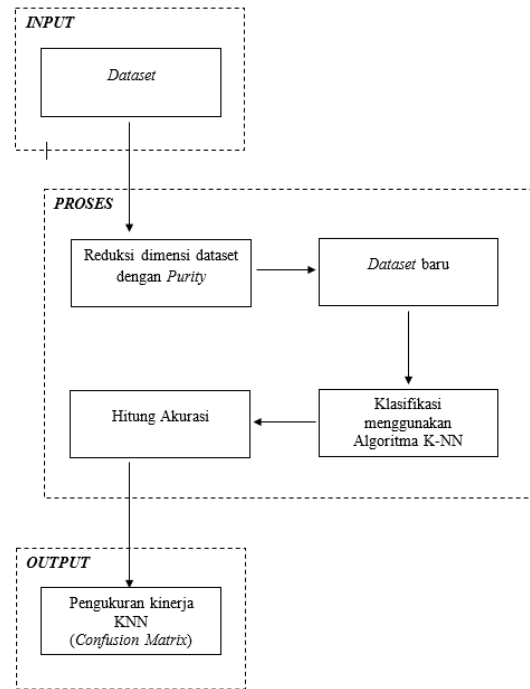 INPUT
Dataset
PROSES
Reduksi dimensi dataset
dengan Purity
Dataset baru
Klasifikasi
menggunakan
Algoritma K-NN
Hitung Akurasi
OUTPUT
Pengukuran kinerja
KNN
(Confusion Matrix)